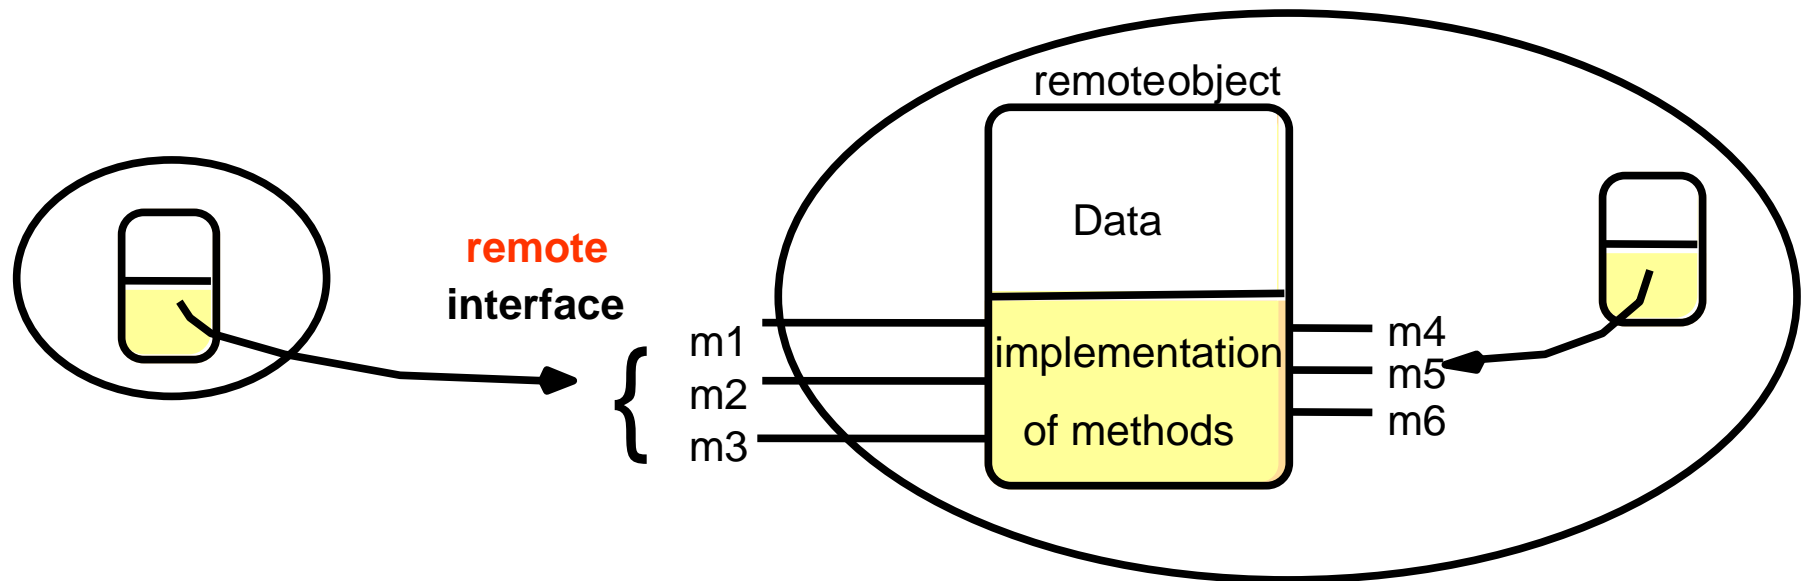 remoteobject
Data
remote
interface
{
m1
m2
m3
implementation
of methods
m4
m5
m6